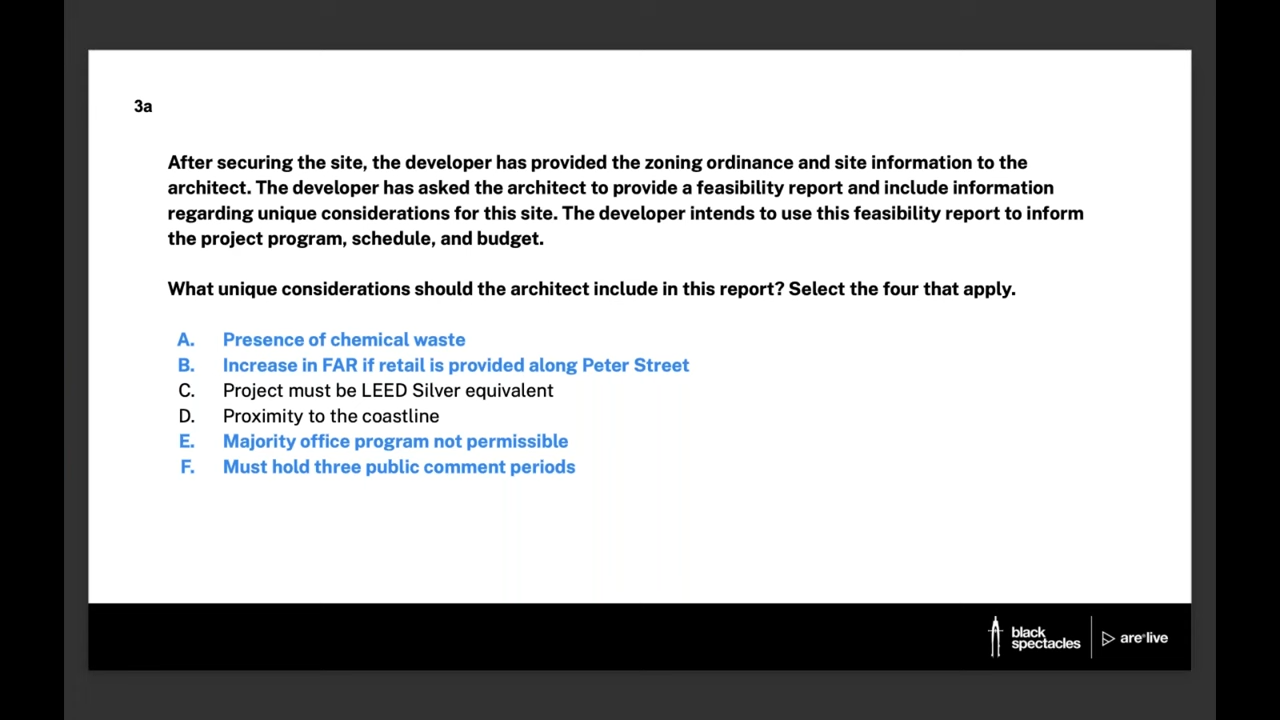 3a
After securing the site, the developer has provided the zoning ordinance and site information to the
architect. The developer has asked the architect to provide a feasibility report and include information
regarding unique considerations for this site. The developer intends to use this feasibility report to inform
the project program, schedule, and budget.
What unique considerations should the architect include in this report? Select the four that apply.
A. Presence of chemical waste
B. Increase in FAR if retail is provided along Peter Street
C. Project must be LEED Silver equivalent
D. Proximity to the coastline
E. Majority office program not permissible
F. Must hold three public comment periods
black
spectacles
are®live